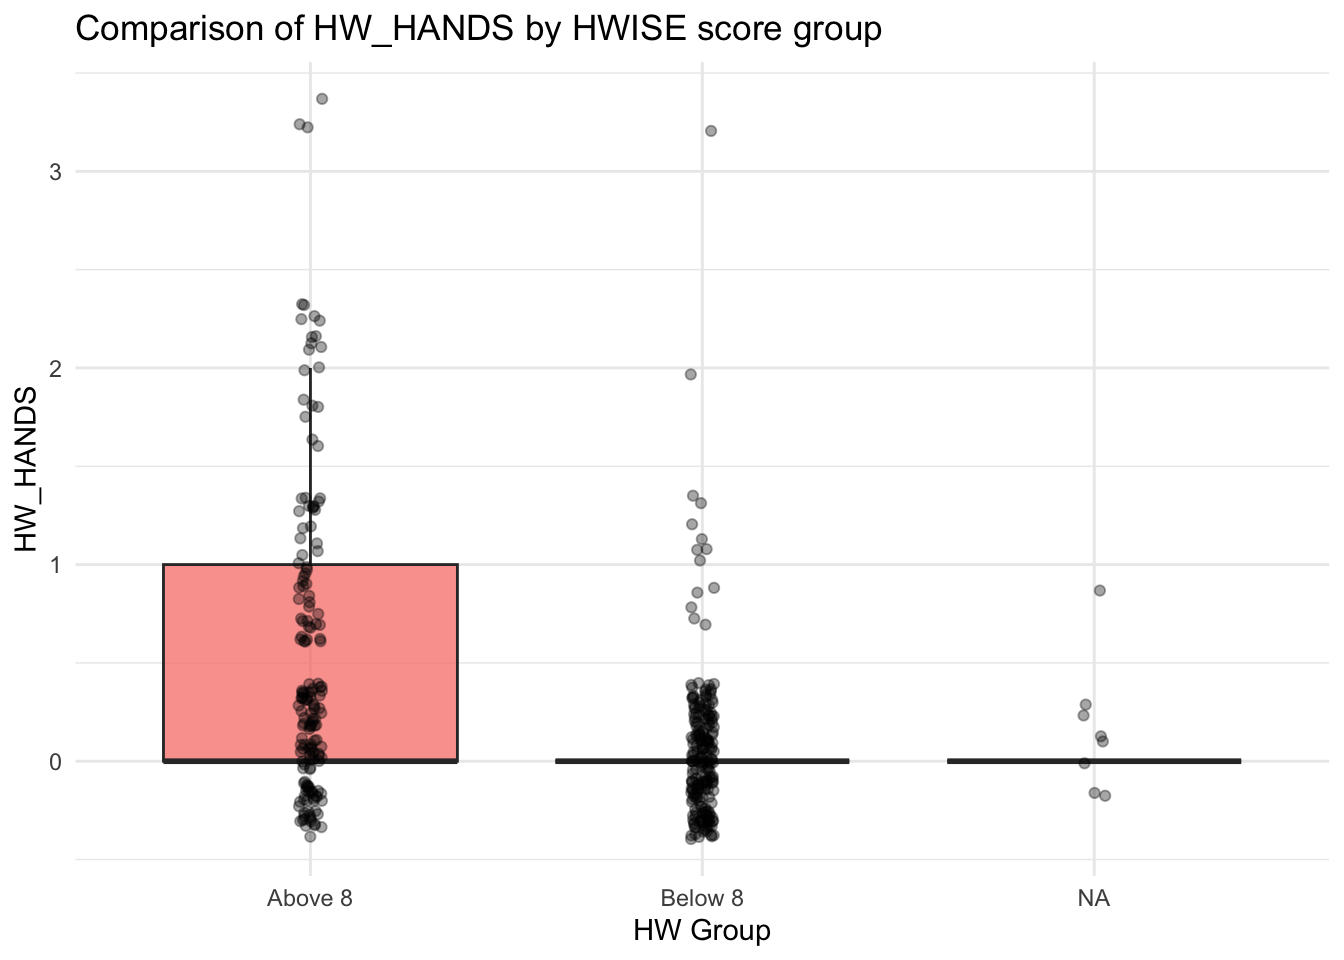 Comparison of HW_HANDS by HWISE score group
3
2
1
0
HW_HANDS
Above 8
Below 8
NA
HW Group